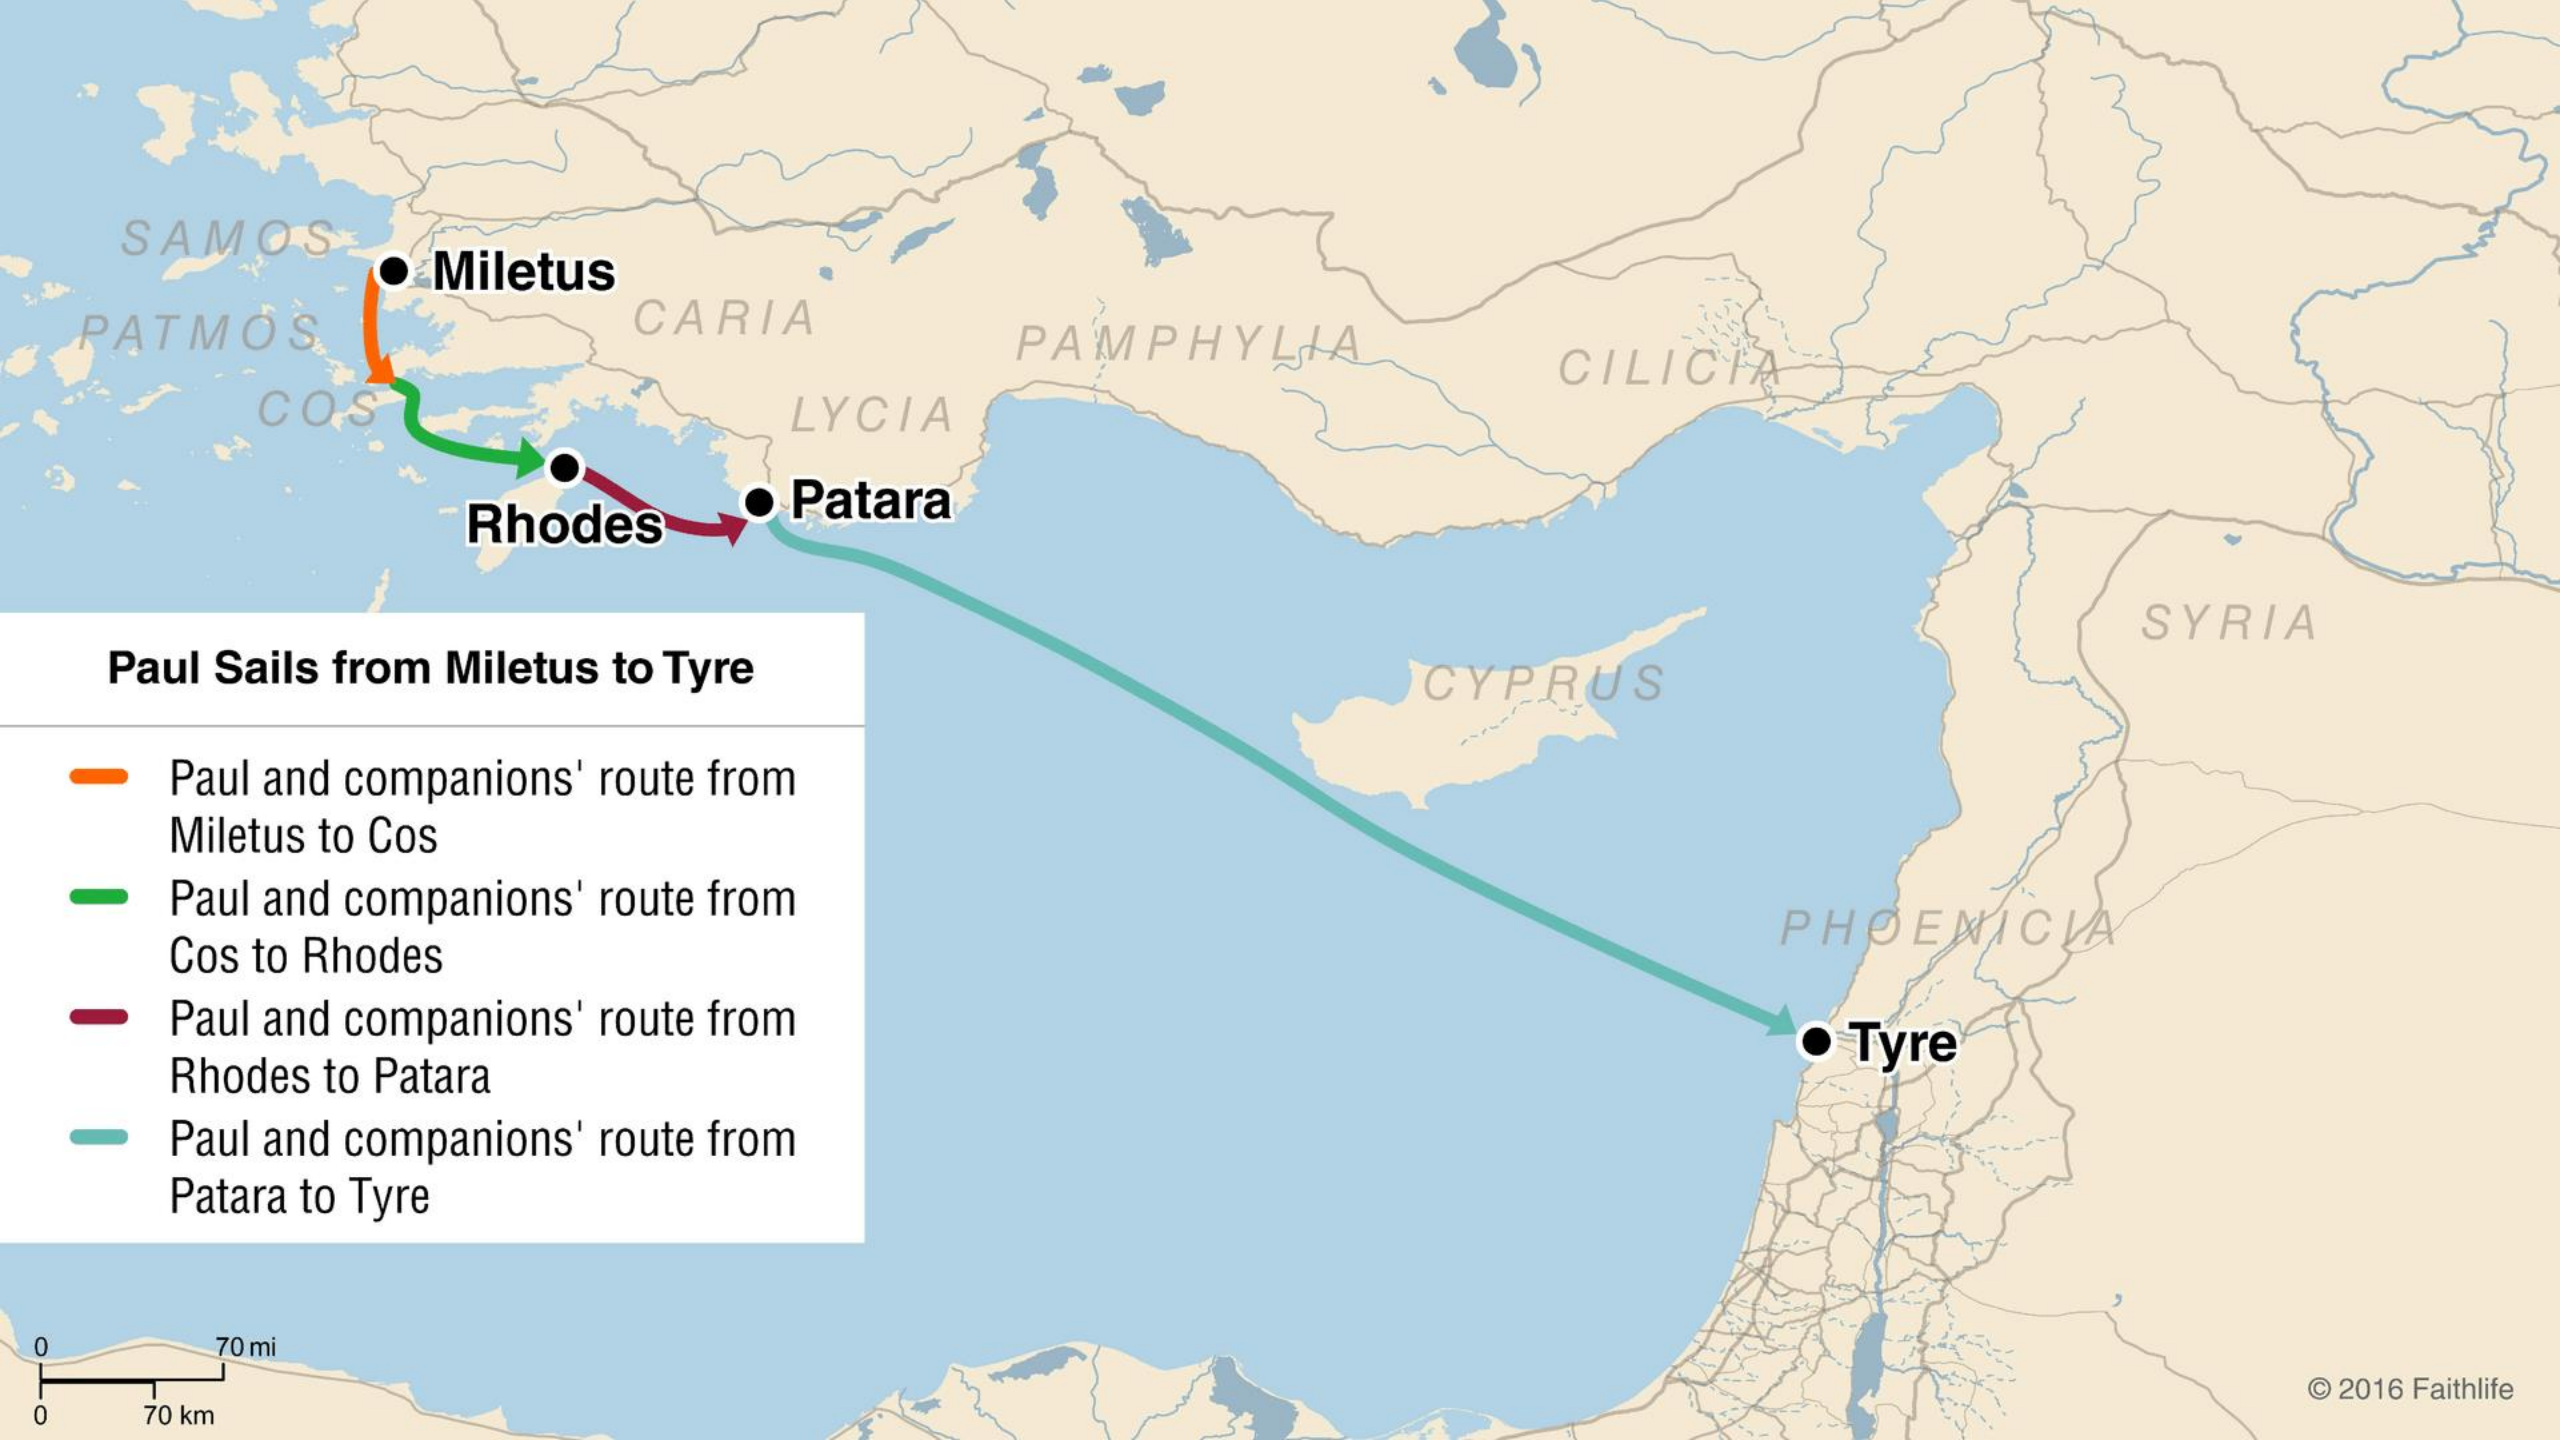 SAMOS
Miletus
PATMOS
CARIA
PAMPHYLIA
CILICIA
COS
LYCIA
Rhodes
Patara
SYRIA
CYPRUS
PHOENICIA
Tyre
Paul Sails from Miletus to Tyre
Paul and companions' route from
Miletus to Cos
Paul and companions' route from
Cos to Rhodes
Paul and companions' route from
Rhodes to Patara
Paul and companions' route from
Patara to Tyre
0 70 mi
0 70 km
© 2016 Faithlife